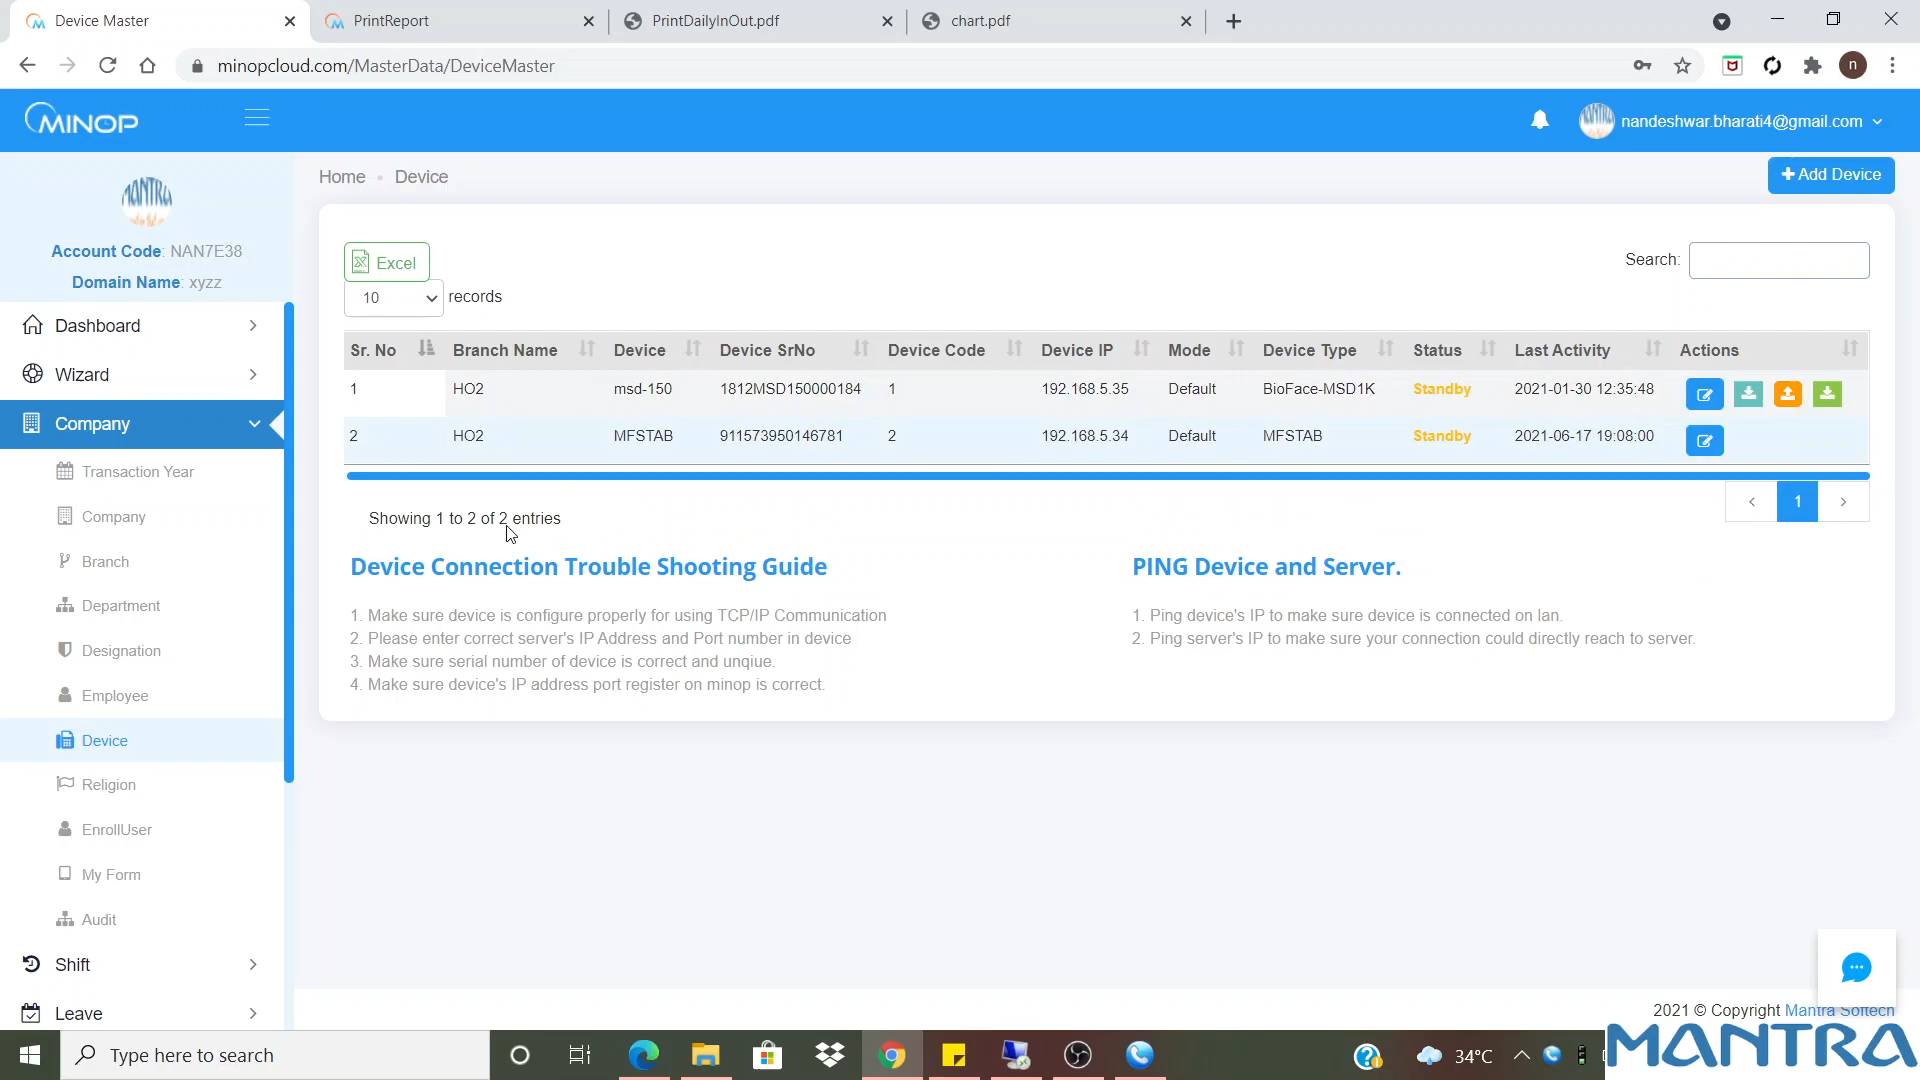 Device Master
PrintReport
PrintDailyInOut.pdf
chart.pdf
minopcloud.com/MasterData/DeviceMaster
n
MINOP
nandeshwar.bharati4@gmail.com
MANTRA
Account Code: NAN7E38
Domain Name: xyzz
Dashboard
Wizard
Company
Transaction Year
Company
Branch
Department
Designation
Employee
Device
Religion
EnrollUser
My Form
Audit
Shift
Leave
Home • Device
Add Device
Excel
10 records
Search:
Sr. No Branch Name Device Device SrNo Device Code Device IP Mode Device Type Status Last Activity Actions
1 HO2 msd-150 1812MSD150000184 1 192.168.5.35 Default BioFace-MSD1K Standby 2021-01-30 12:35:48
2 HO2 MFSTAB 911573950146781 2 192.168.5.34 Default MFSTAB Standby 2021-06-17 19:08:00
1
Showing 1 to 2 of 2 entries
Device Connection Trouble Shooting Guide
1. Make sure device is configure properly for using TCP/IP Communication
2. Please enter correct server's IP Address and Port number in device
3. Make sure serial number of device is correct and unqiue.
4. Make sure device's IP address port register on minop is correct.
PING Device and Server.
1. Ping device's IP to make sure device is connected on lan.
2. Ping server's IP to make sure your connection could directly reach to server.
2021 © Copyright Mantra Softech
Type here to search
34°C
MANTRA